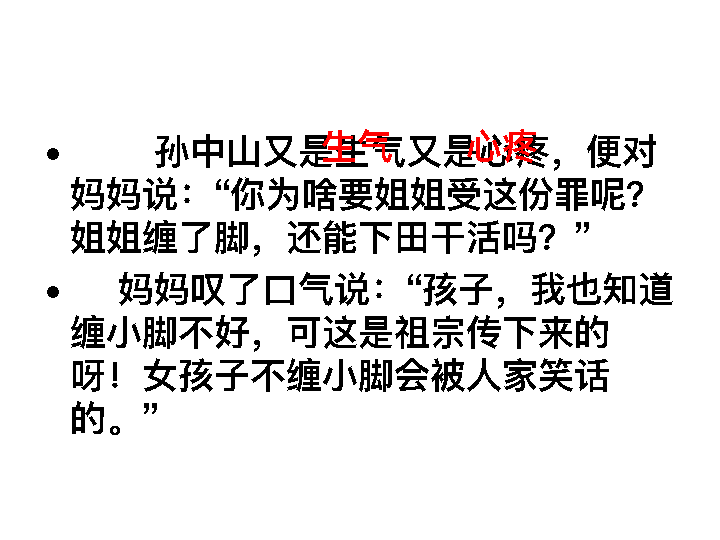 • 孙中山又是生气又是心疼，便对
妈妈说：“你为啥要姐姐受这份罪呢？
姐姐缠了脚，还能下田干活吗？”
• 妈妈叹了口气说：“孩子，我也知道
缠小脚不好，可这是祖宗传下来的
呀！女孩子不缠小脚会被人家笑话
的。”
生气
心疼